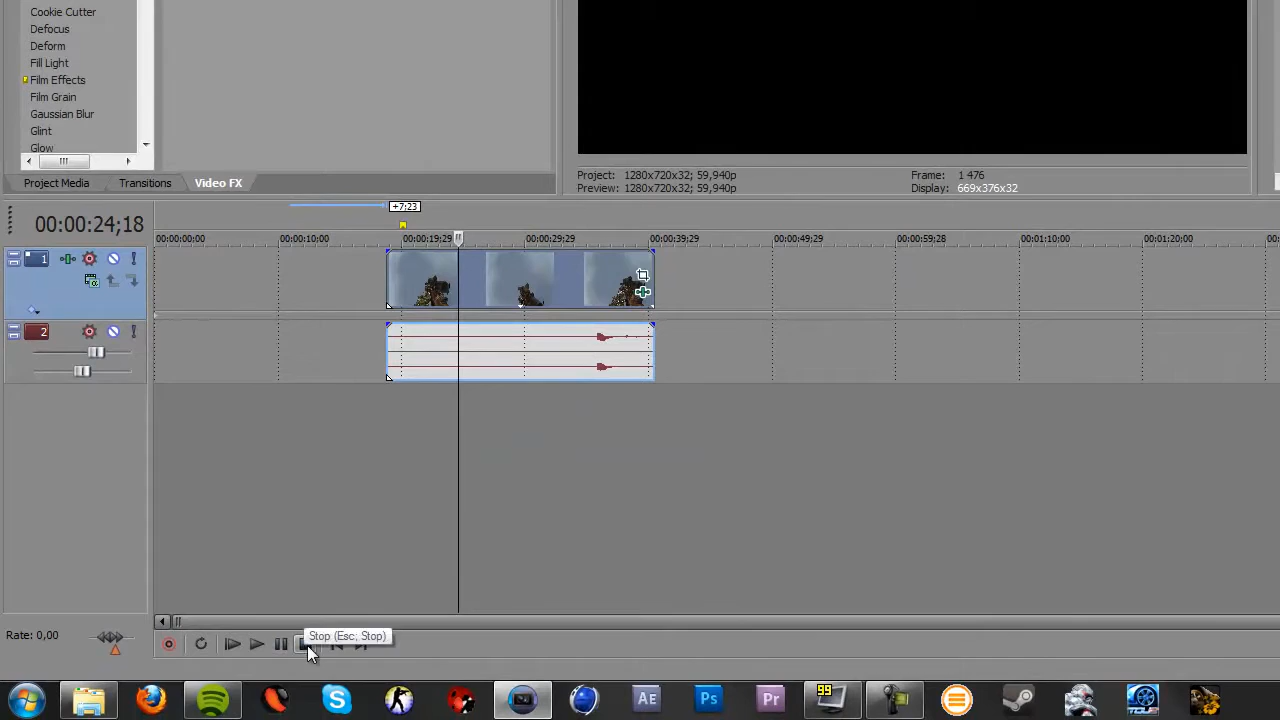 Cookie Cutter
Defocus
Deform
Fill Light
Film Effects
Film Grain
Gaussian Blur
Glint
Glow
Project Media Transitions Video FX
Project: 1280x720x32; 59,940p
Preview: 1280x720x32; 59,940p
Frame: 1 476
Display: 669x376x32
+7:23
00:00:24;18
00:00:00;00 00:00:10;00 00:00:19;29 00:00:29;29 00:00:39;29 00:00:49;29 00:00:59;28 00:01:10;00 00:01:20;00
1
2
Rate: 0,00
Stop (Esc; Stop)
AE Ps Pr 99